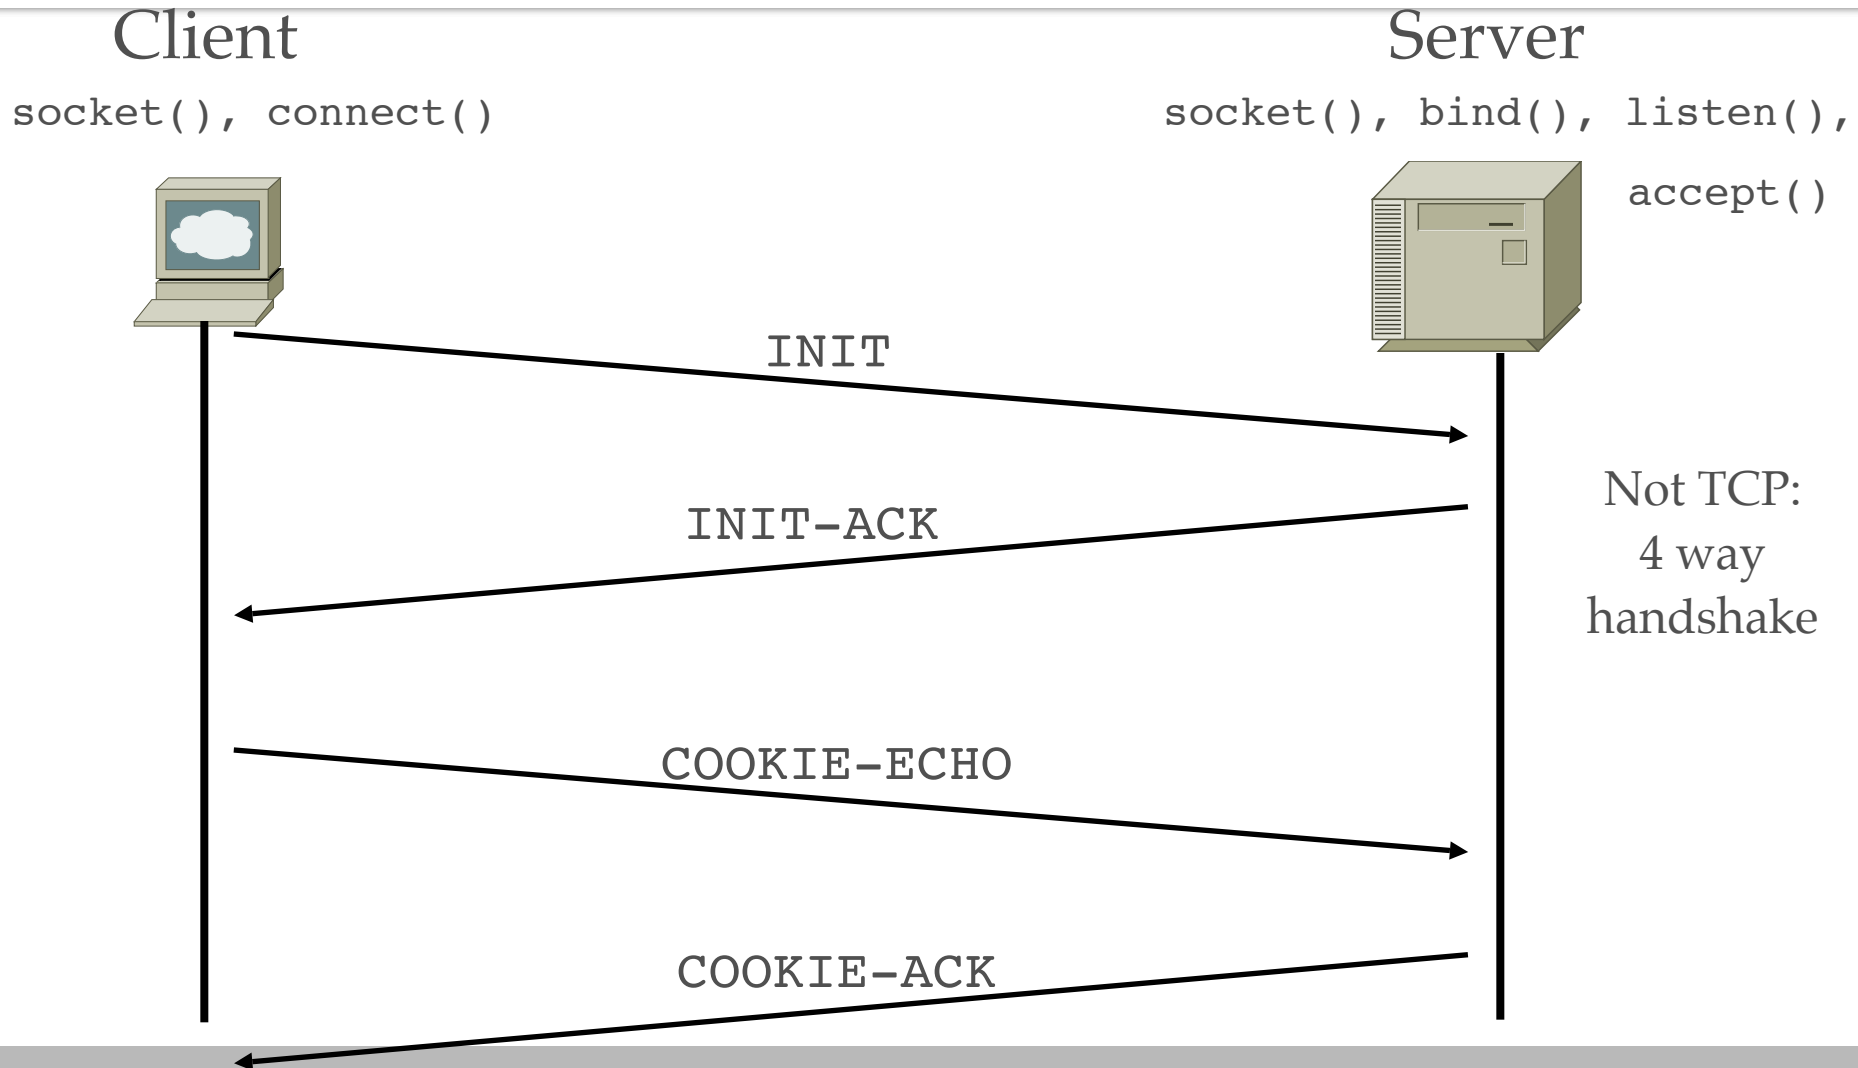 Client
Server
socket(), connect()
socket(), bind(), listen(),
accept()
INIT
INIT-ACK
Not TCP:
4 way
handshake
COOKIE-ECHO
COOKIE-ACK